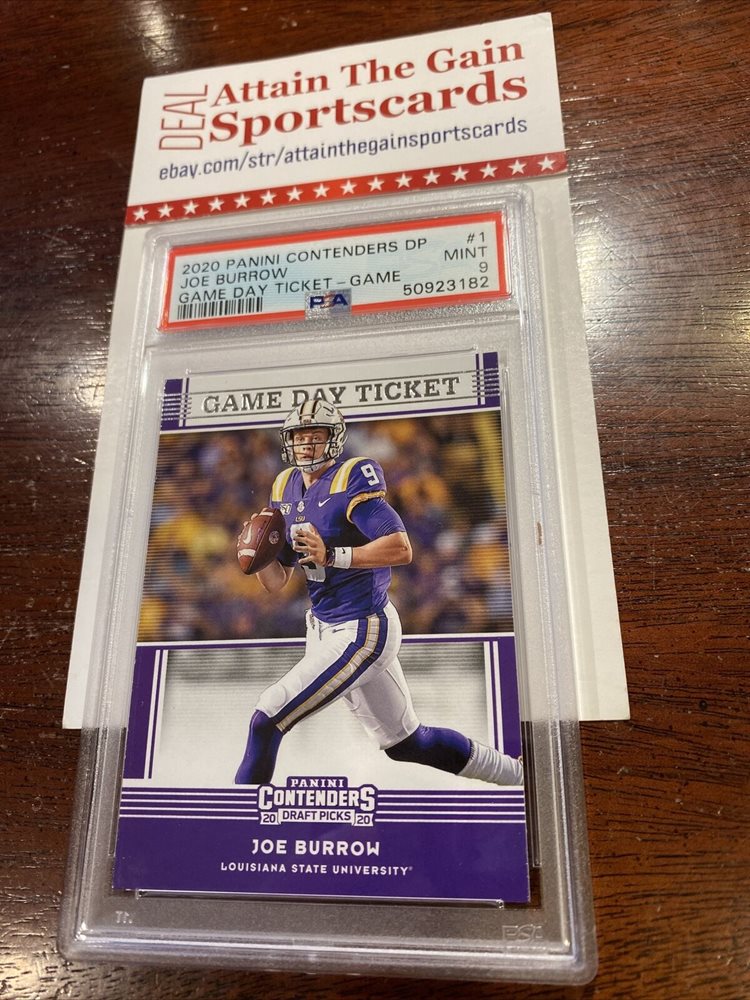 DEAL
Attain The Gain
Sportscards
ebay.com/str/attainthegainsportscards
2020 PANINI CONTENDERS DP #1
JOE BURROW MINT
GAME DAY TICKET-GAME 9
50923182
PSA
GAME DAY TICKET
9
LSU
9
PANINI
CONTENDERS
20 DRAFT PICKS 20
JOE BURROW
LOUISIANA STATE UNIVERSITY